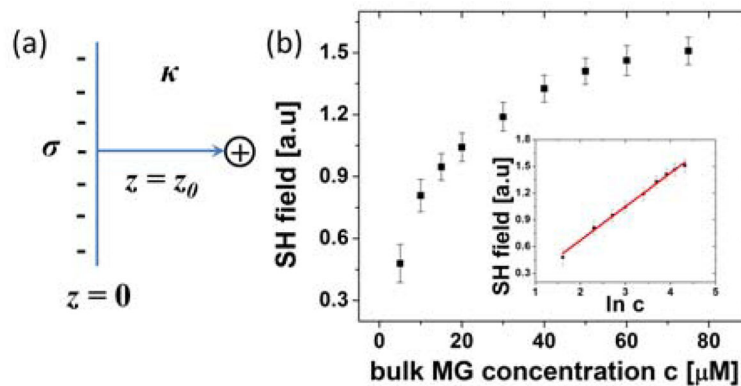 (a)
κ
σ
z = z0
z = 0
(b)
SH field [a.u]
1.5
1.2
0.9
0.6
0.3
0
20
40
60
80
bulk MG concentration c [μM]
SH field [a.u]
1.8
1.5
1.2
0.9
0.6
0.3
1
2
3
4
5
ln c